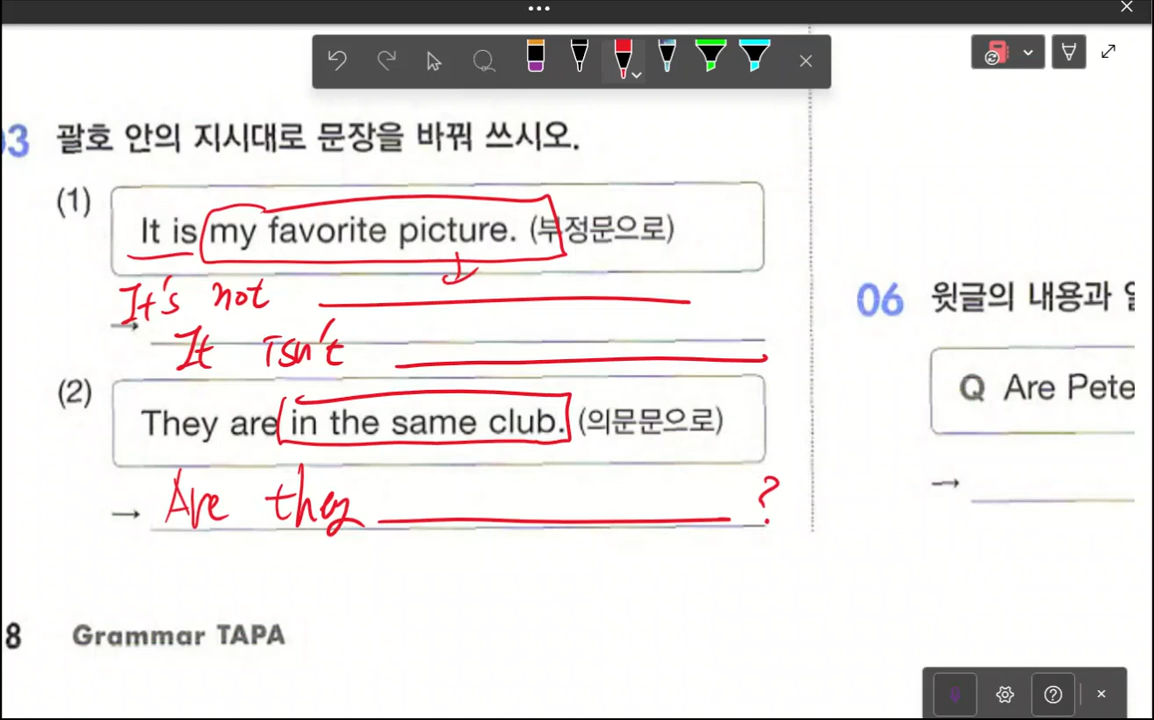 03 괄호 안의 지시대로 문장을 바꿔 쓰시오.
(1)
It is my favorite picture. (부정문으로)
It's not
→
It isn't
(2)
They are in the same club. (의문문으로)
→ Are they ?
8 Grammar TAPA
06 윗글의 내용과
Q Are Pete
→